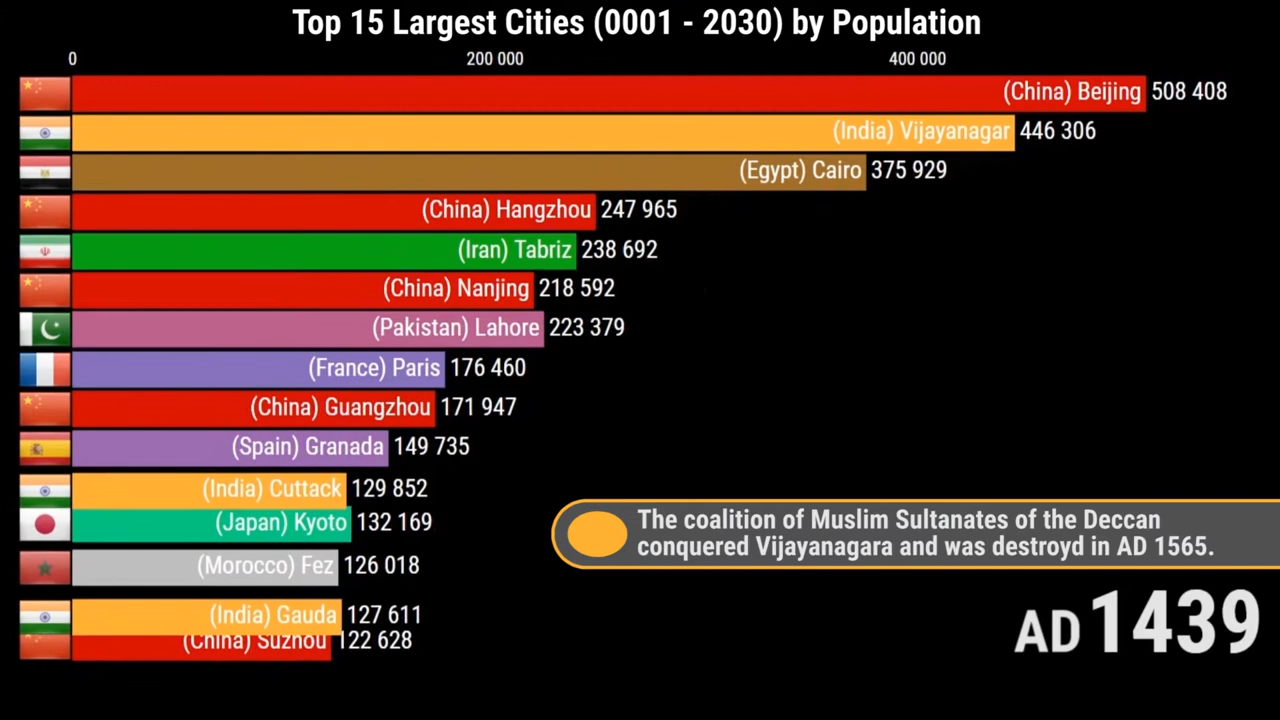 Top 15 Largest Cities (0001 - 2030) by Population
0 200 000 400 000
(China) Beijing 508 408
(India) Vijayanagar 446 306
(Egypt) Cairo 375 929
(China) Hangzhou 247 965
(Iran) Tabriz 238 692
(China) Nanjing 218 592
(Pakistan) Lahore 223 379
(France) Paris 176 460
(China) Guangzhou 171 947
(Spain) Granada 149 735
(India) Cuttack 129 852
(Japan) Kyoto 132 169
The coalition of Muslim Sultanates of the Deccan
conquered Vijayanagara and was destroyd in AD 1565.
(Morocco) Fez 126 018
(India) Gauda 127 611
(China) Suzhou 122 628
AD 1439